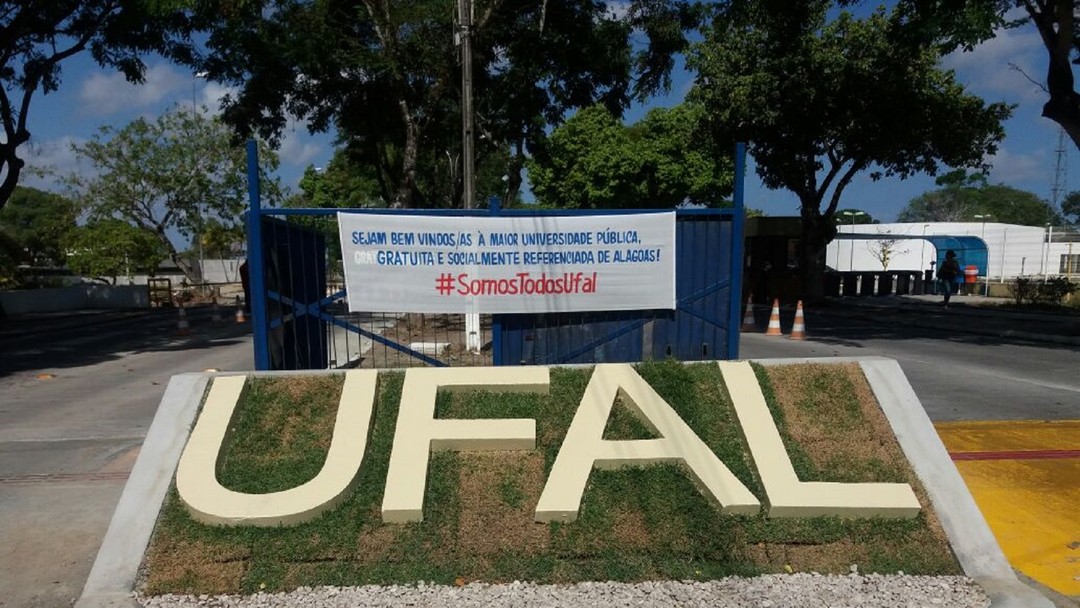 SEJAM BEM VINDOS/AS À MAIOR UNIVERSIDADE PÚBLICA,
GRATUITA E SOCIALMENTE REFERENCIADA DE ALAGOAS!
#SomosTodosUfal
UFAL